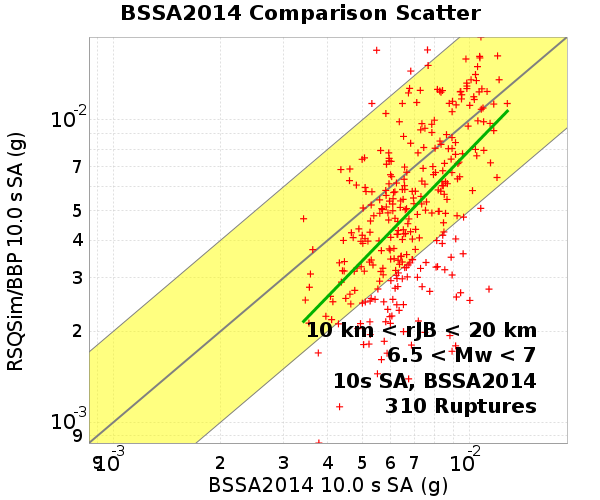 BSSA2014 Comparison Scatter
RSQSim/BBP 10.0 s SA (g)
10-2
7
5
4
3
2
10-3
9
10 km < rJB < 20 km
6.5 < Mw < 7
10s SA, BSSA2014
310 Ruptures
9 10-3 2 3 4 5 6 7 10-2
BSSA2014 10.0 s SA (g)